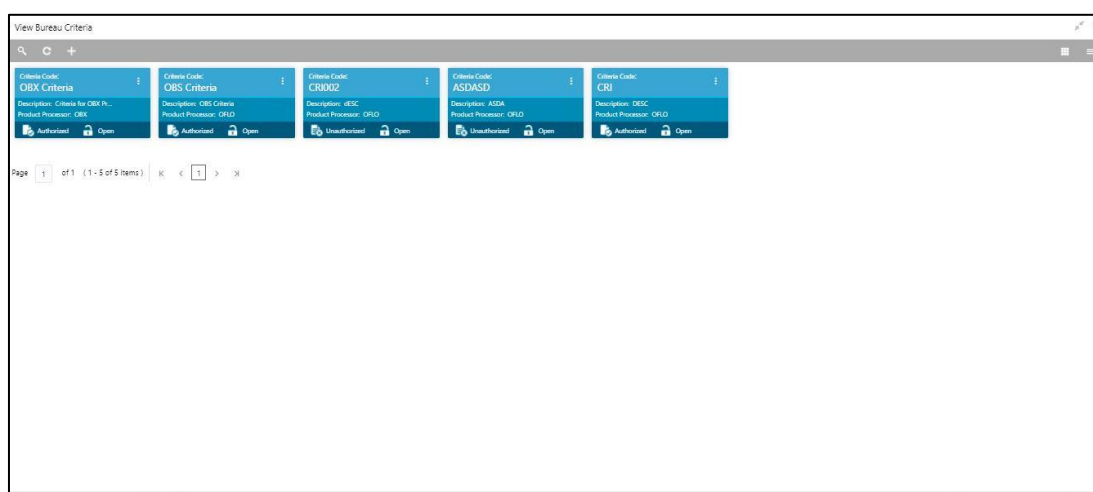 View Bureau Criteria
Criteria Code:
OBX Criteria
Description: Criteria for OBX Pr...
Product Processor: OBX
Authorized Open
Criteria Code:
OBS Criteria
Description: OBS Criteria
Product Processor: OFLO
Authorized Open
Criteria Code:
CRI002
Description: dESC
Product Processor: OFLO
Unauthorized Open
Criteria Code:
ASDASD
Description: ASDA
Product Processor: OFLO
Unauthorized Open
Criteria Code:
CRI
Description: DESC
Product Processor: OFLO
Authorized Open
Page 1 of 1 (1 - 5 of 5 items) 1